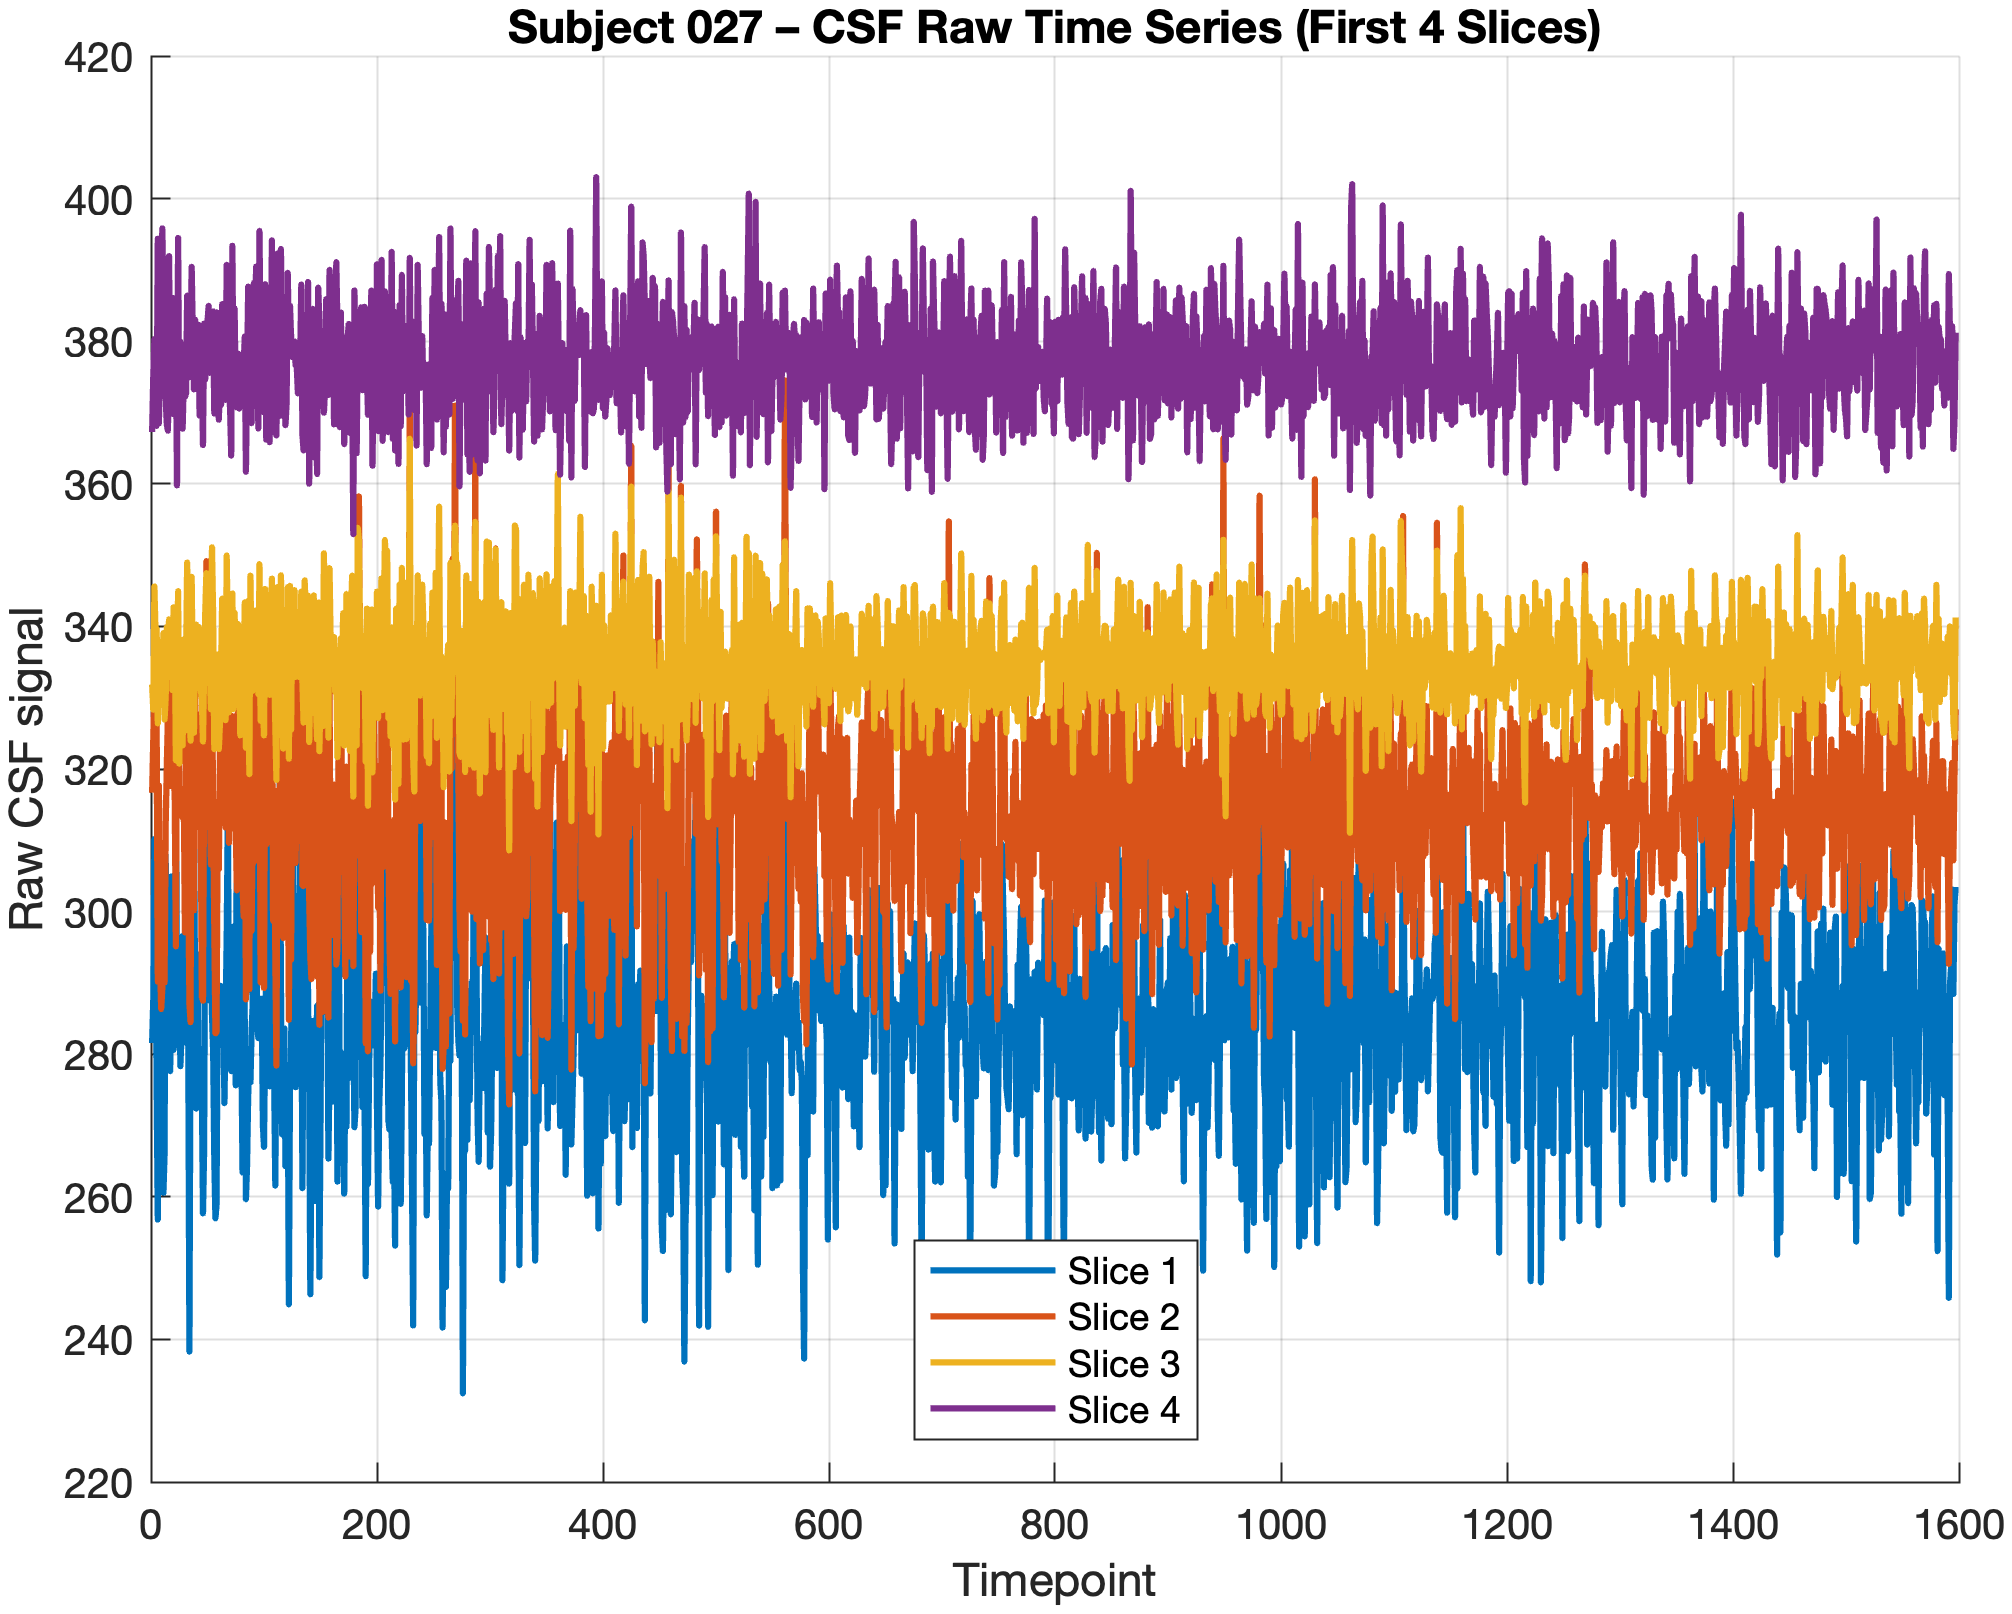 Subject 027 – CSF Raw Time Series (First 4 Slices)
420
400
380
360
340
320
300
280
260
240
220
Raw CSF signal
Slice 1
Slice 2
Slice 3
Slice 4
0 200 400 600 800 1000 1200 1400 1600
Timepoint